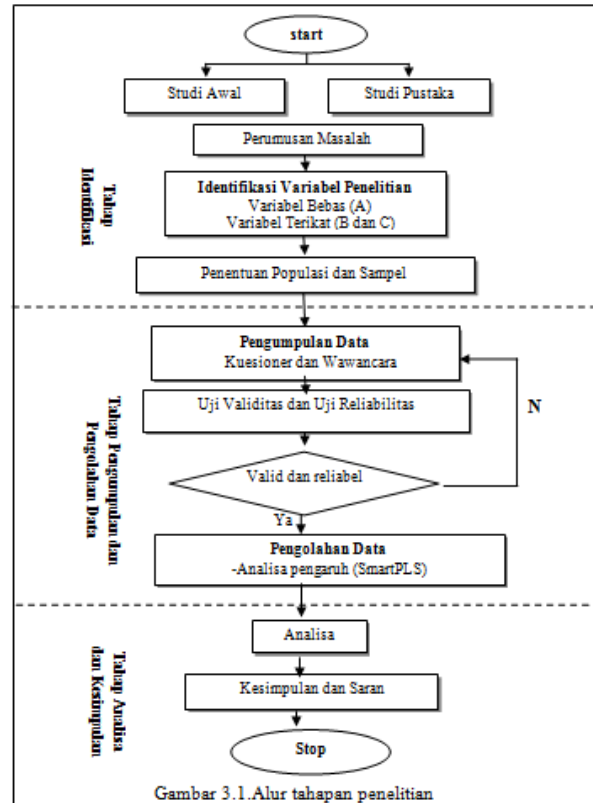 start
Studi Awal
Studi Pustaka
Perumusan Masalah
Identifikasi Variabel Penelitian
Variabel Bebas (A)
Variabel Terikat (B dan C)
Penentuan Populasi dan Sampel
Tahap
Identifikasi
Pengumpulan Data
Kuesioner dan Wawancara
Uji Validitas dan Uji Reliabilitas
N
Valid dan reliabel
Ya
Pengolahan Data
-Analisa pengaruh (SmartPLS)
Tahap Pengumpulan dan
Pengolahan Data
Analisa
Kesimpulan dan Saran
Stop
Tahap Analisa
dan Kesimpulan
Gambar 3.1.Alur tahapan penelitian